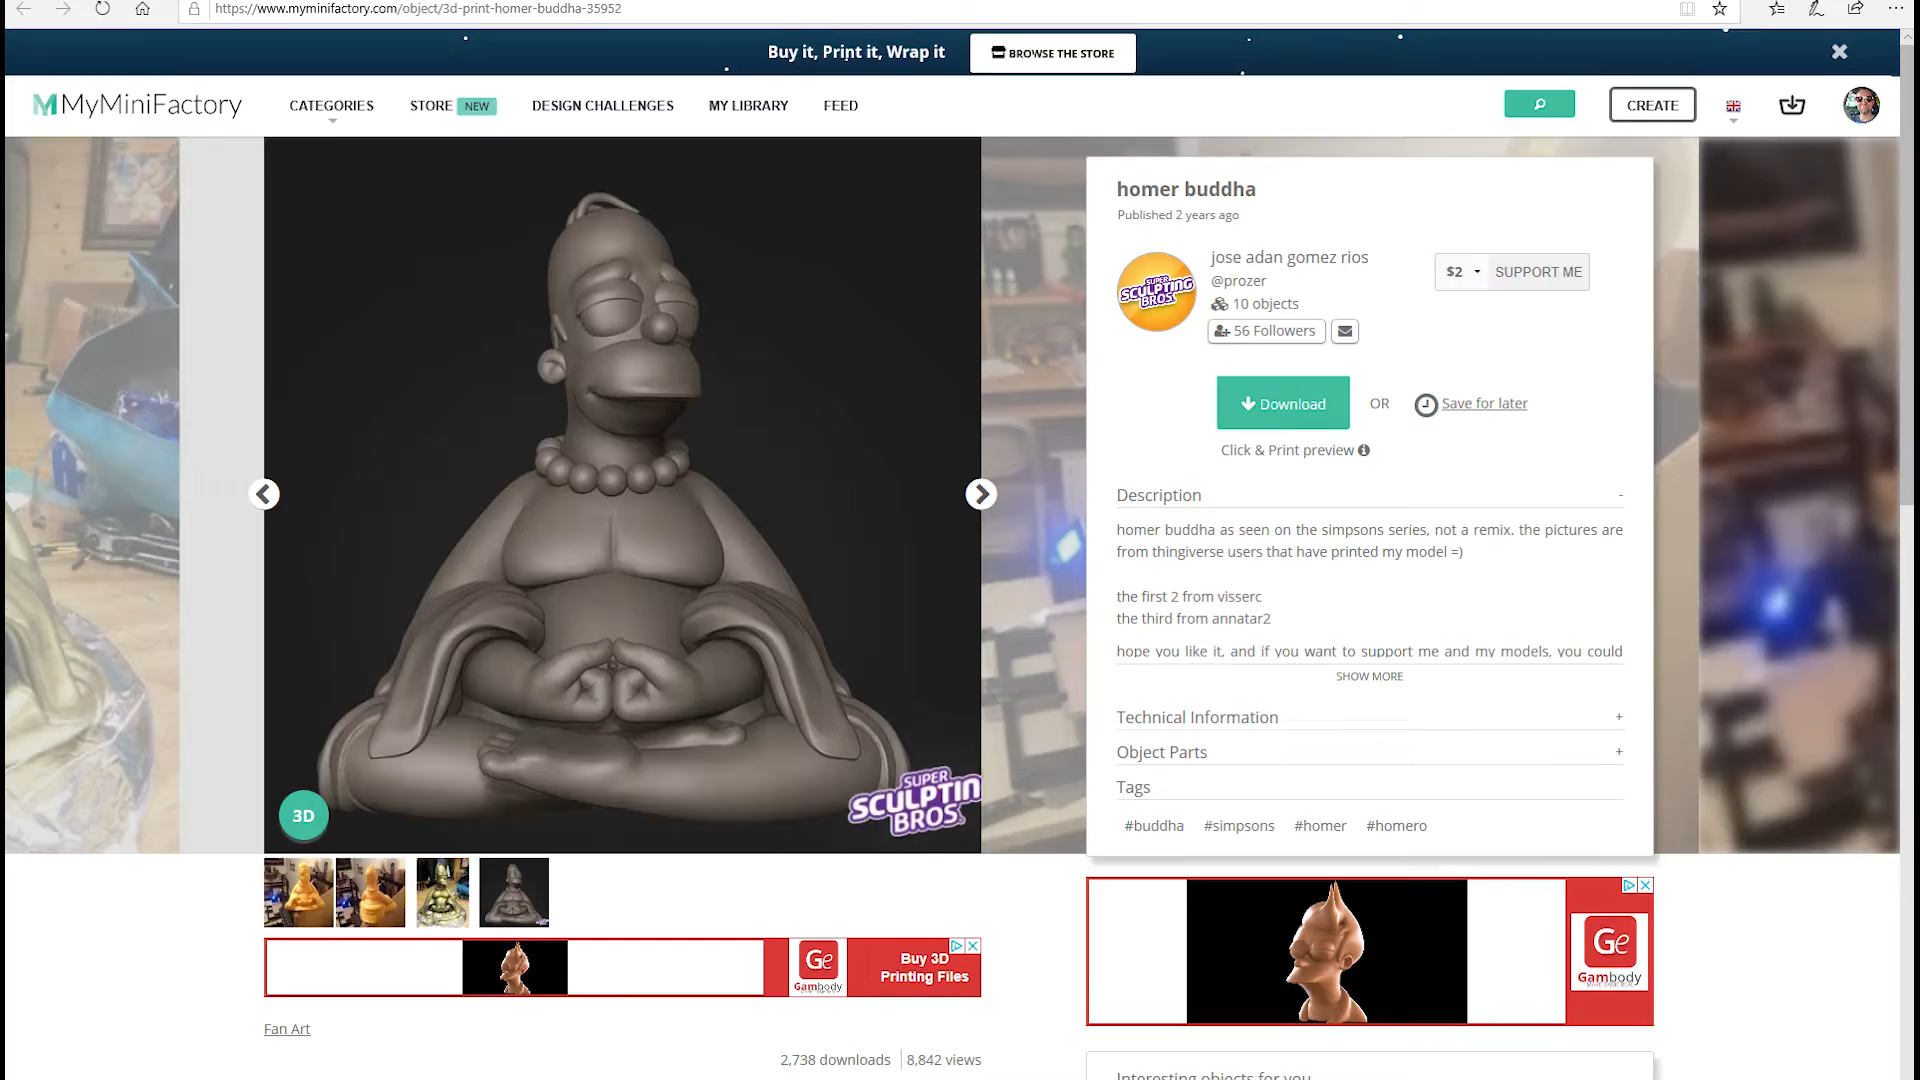 https://www.myminifactory.com/object/3d-print-homer-buddha-35952
Buy it, Print it, Wrap it
BROWSE THE STORE
MyMiniFactory
CATEGORIES
STORE NEW
DESIGN CHALLENGES
MY LIBRARY
FEED
CREATE
homer buddha
Published 2 years ago
SUPER
SCULPTING
BROS.
jose adan gomez rios
@prozer
10 objects
56 Followers
$2
SUPPORT ME
Download
OR
Save for later
Click & Print preview
Description
-
homer buddha as seen on the simpsons series, not a remix. the pictures are
from thingiverse users that have printed my model =)
the first 2 from visserc
the third from annatar2
hope you like it, and if you want to support me and my models, you could
SHOW MORE
Technical Information
+
Object Parts
+
Tags
#buddha #simpsons #homer #homero
3D
SUPER
SCULPTIN
BROS.
Ge
Gambody
Buy 3D
Printing Files
Ge
Gambody
Fan Art
2,738 downloads
8,842 views
Interesting objects for you